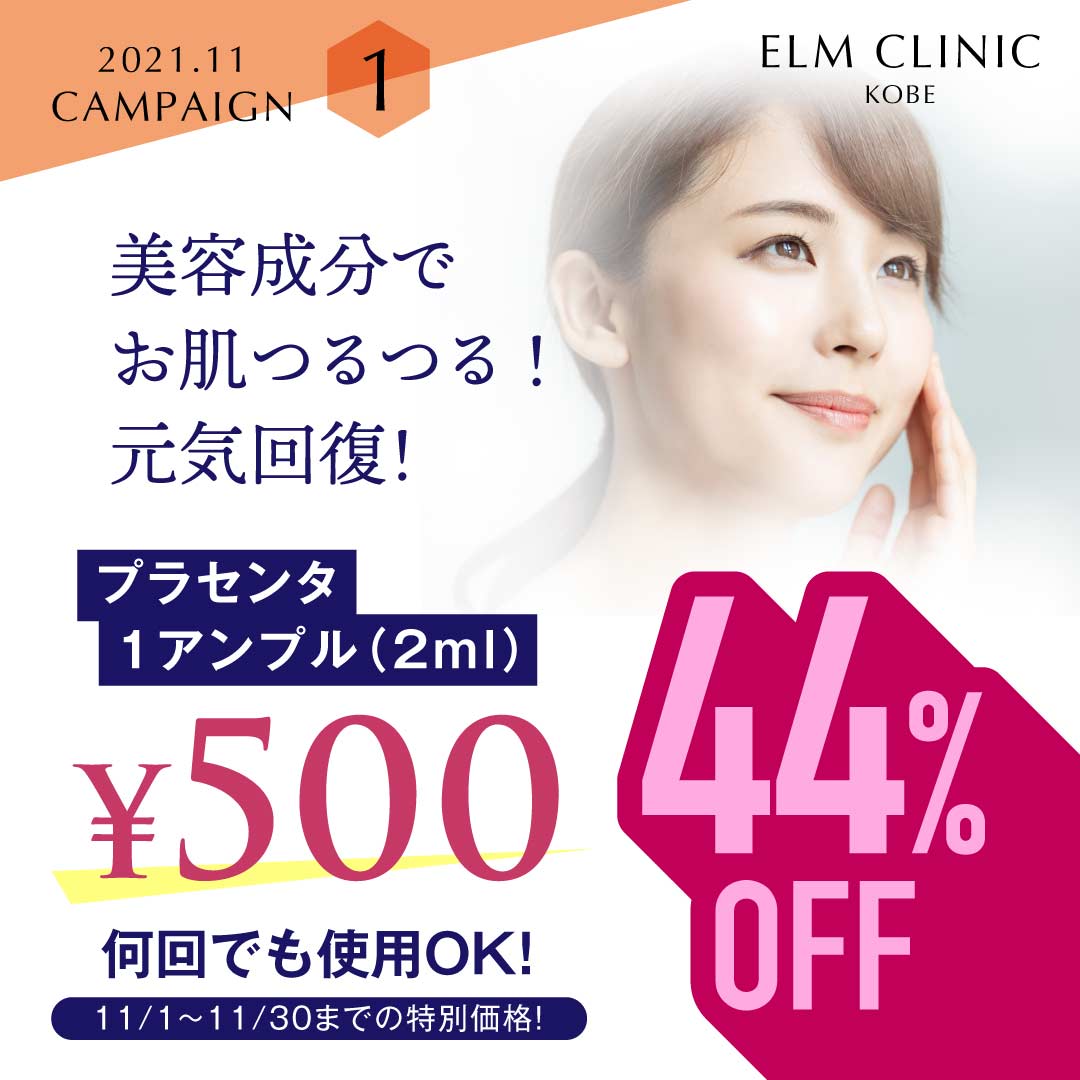 2021.11
CAMPAIGN
1
ELM CLINIC
KOBE
美容成分で
お肌つるつる！
元気回復!
プラセンタ
1アンプル（2ml）
¥500
44%
OFF
何回でも使用OK!
11/1〜11/30までの特別価格!